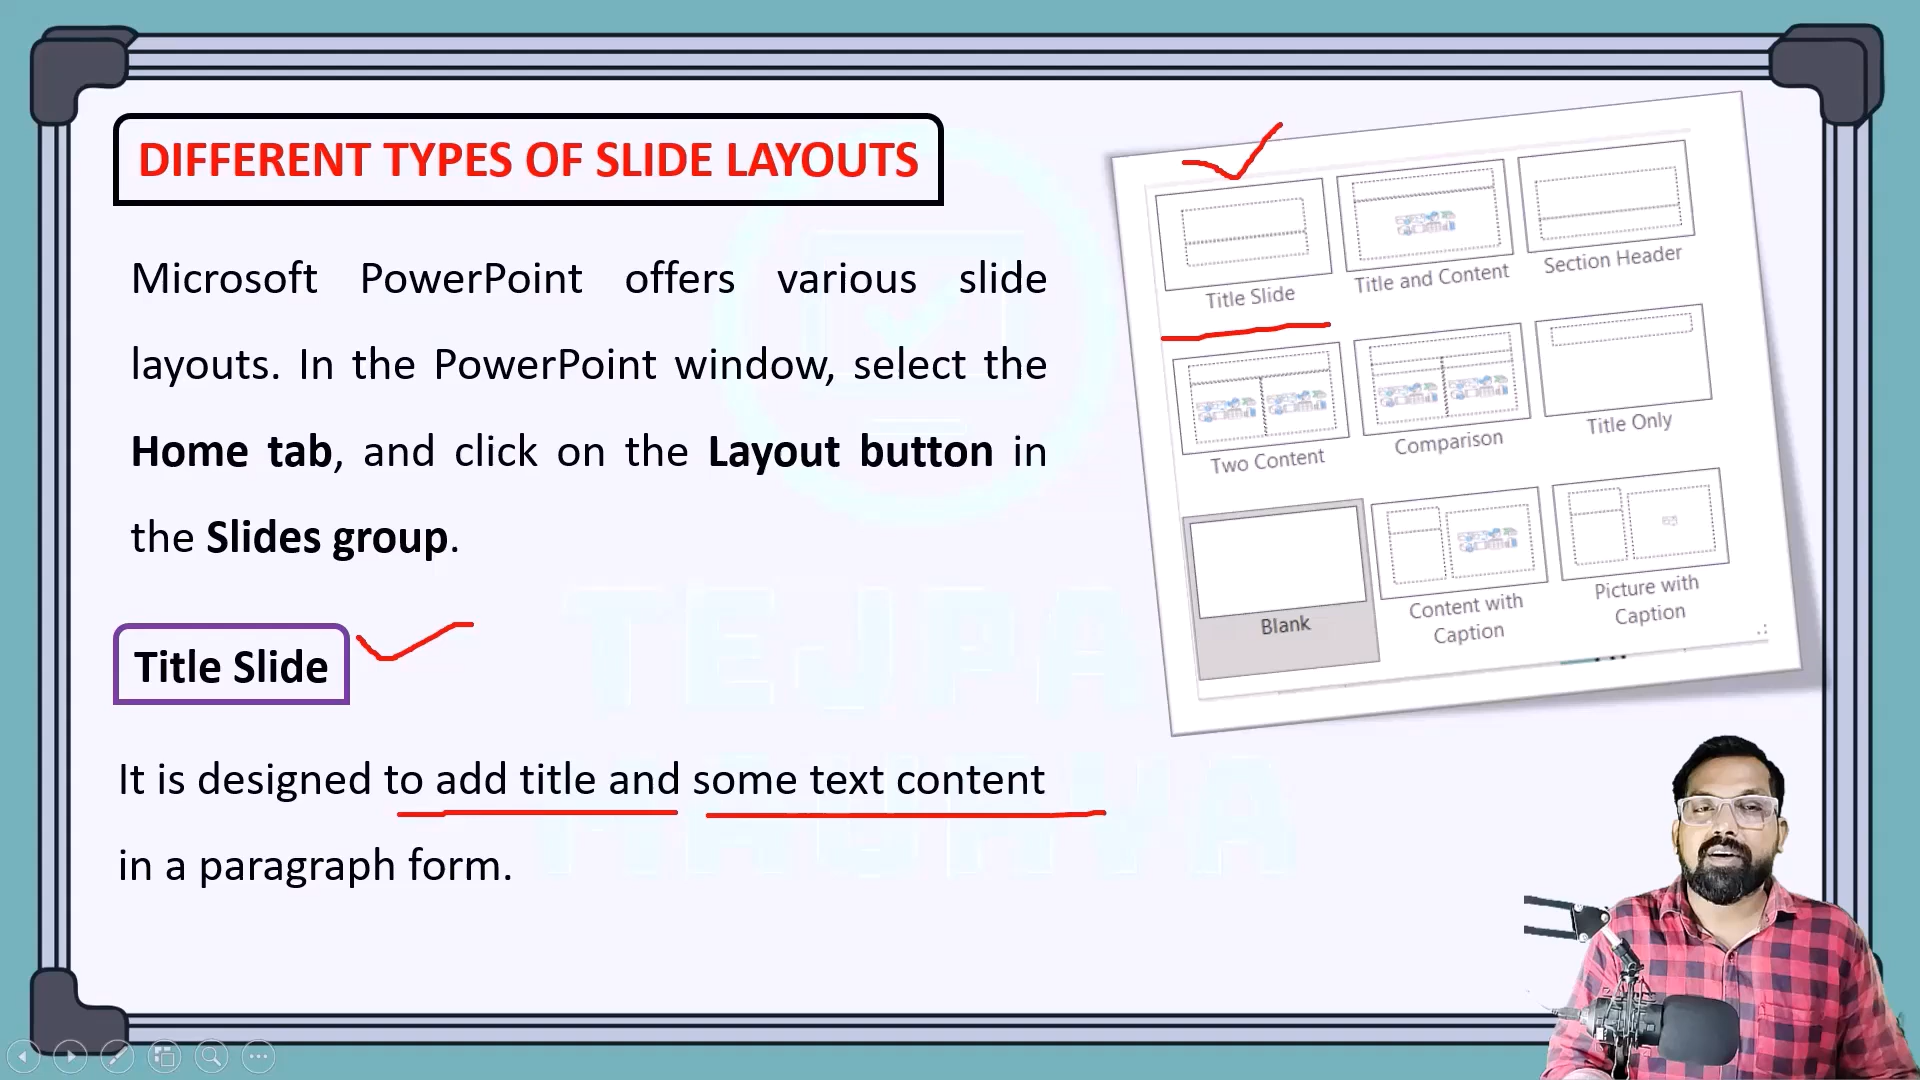 DIFFERENT TYPES OF SLIDE LAYOUTS
Microsoft PowerPoint offers various slide
layouts. In the PowerPoint window, select the
Home tab, and click on the Layout button in
the Slides group.
Title Slide
It is designed to add title and some text content
in a paragraph form.
Title Slide
Title and Content
Section Header
Two Content
Comparison
Title Only
Blank
Content with
Caption
Picture with
Caption
TEJPA
MAURYA